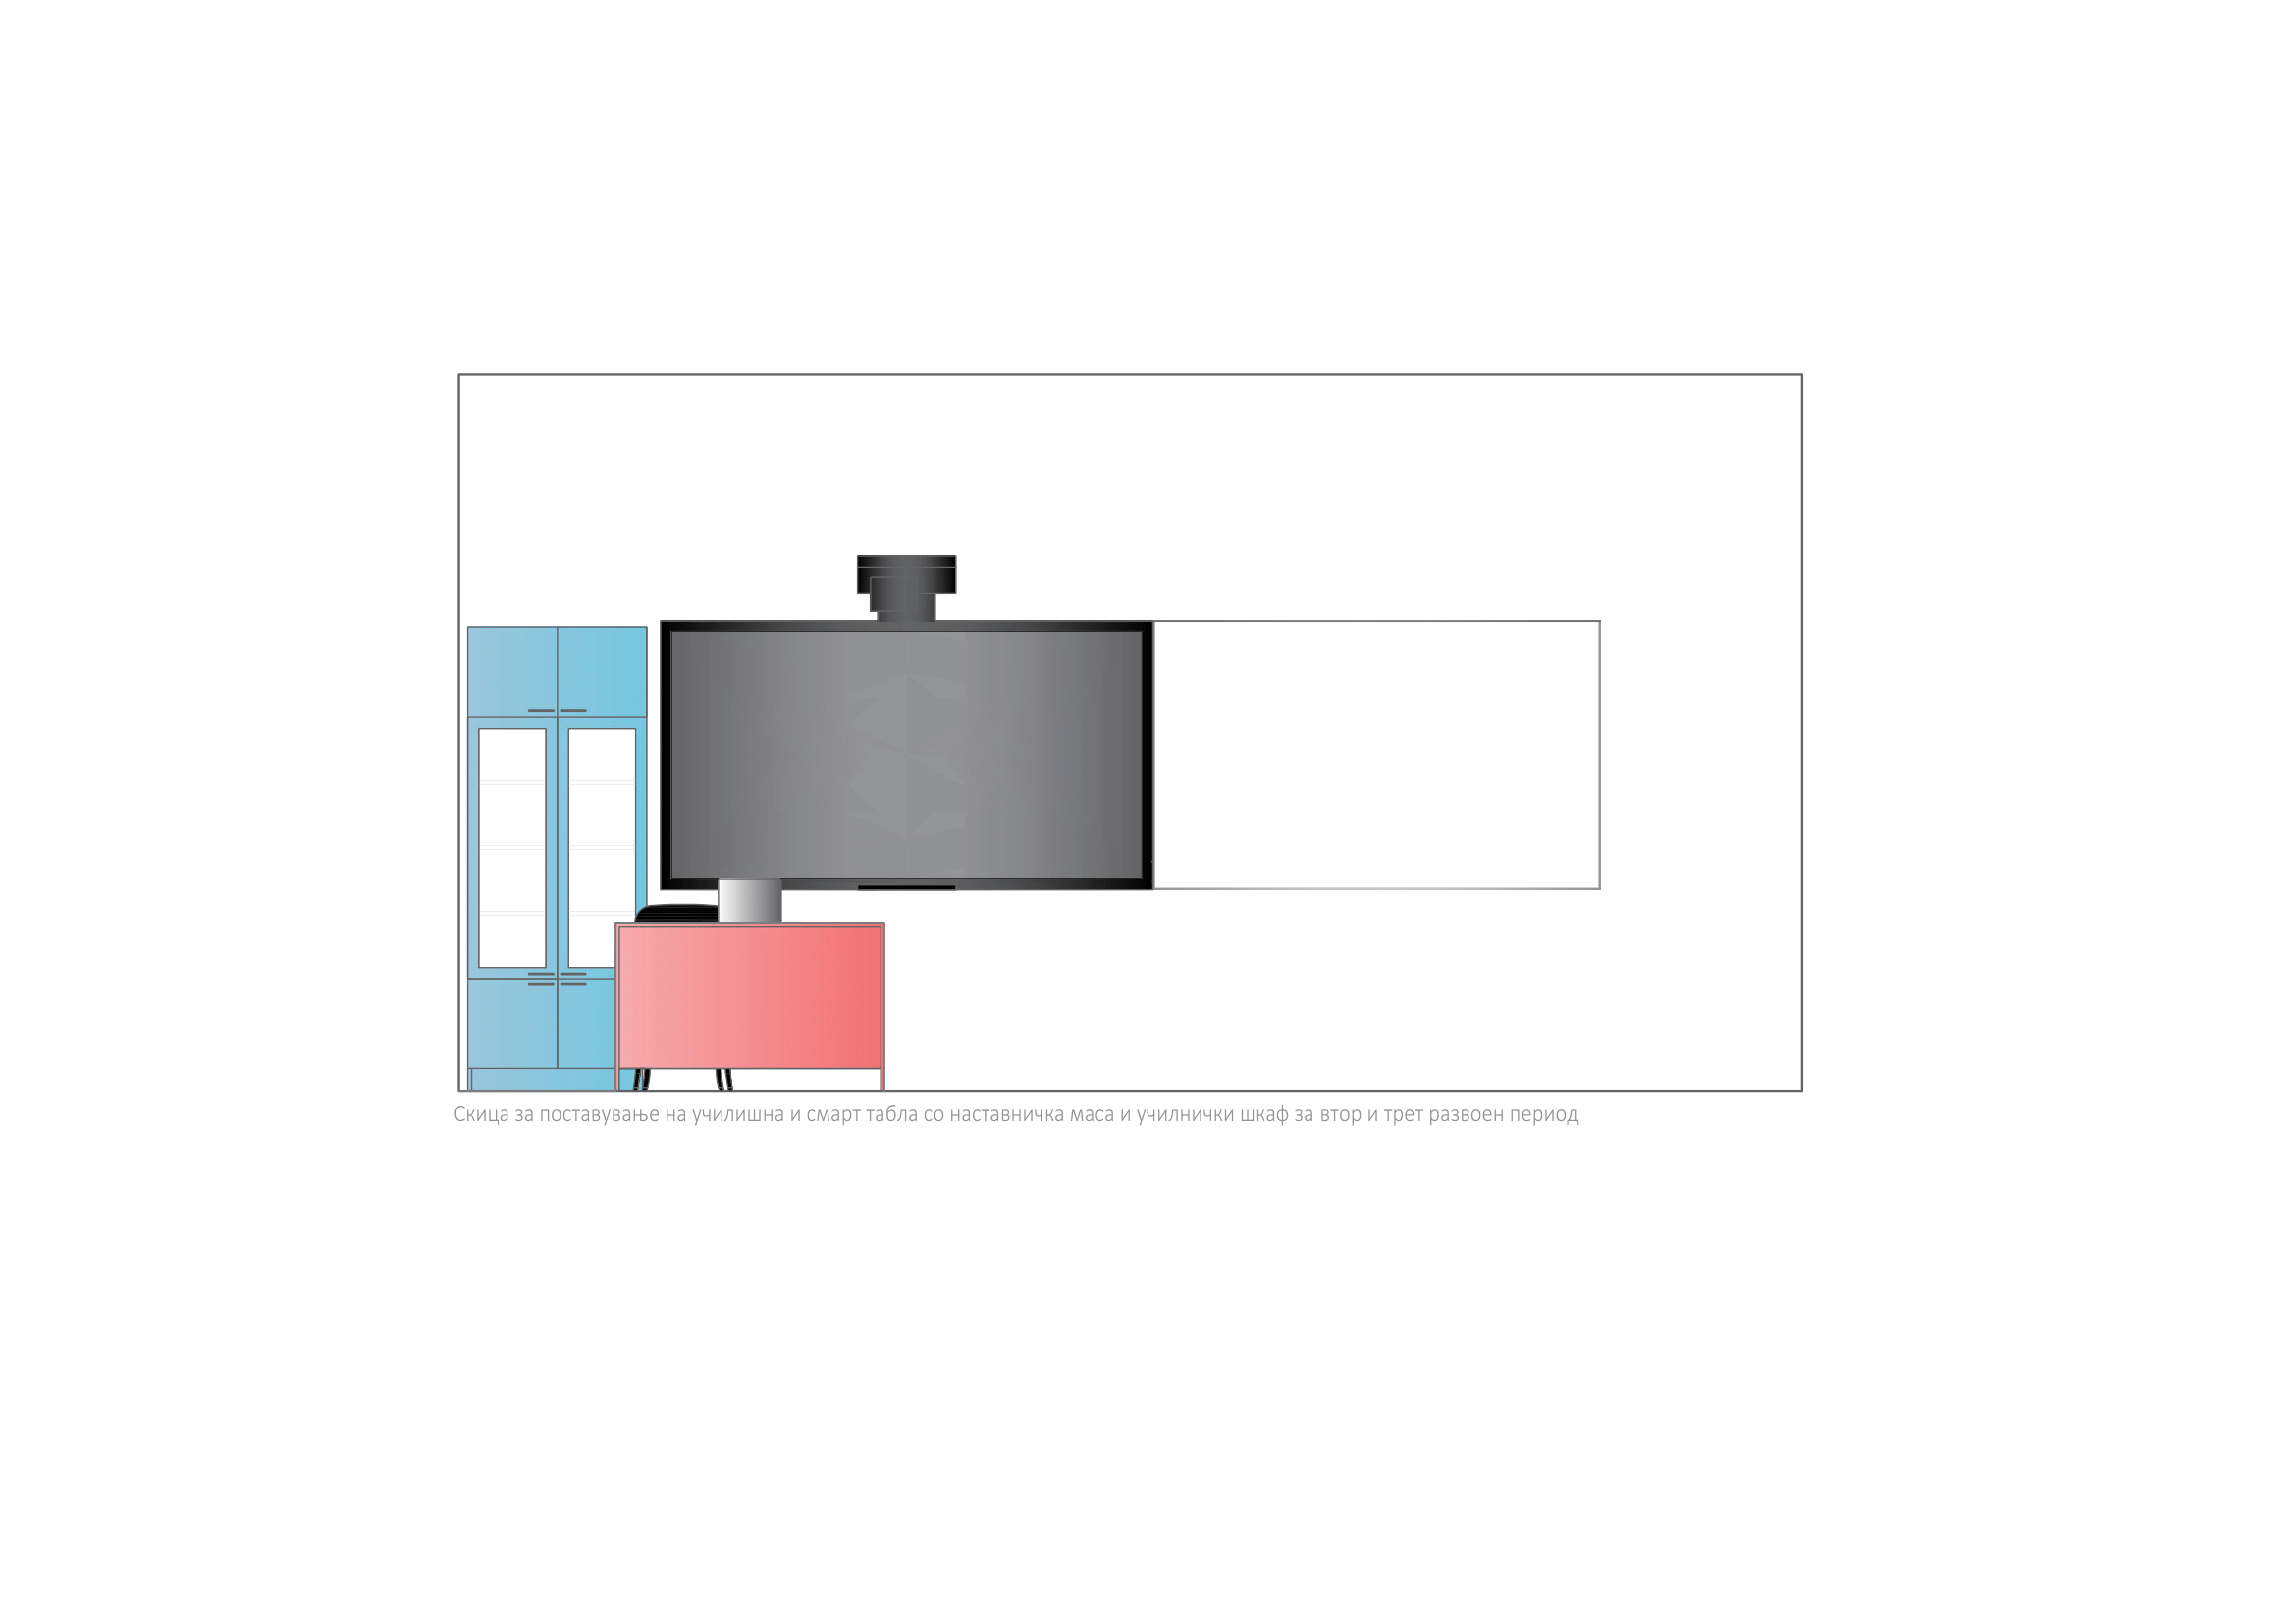 Скица за поставување на училишна и смарт табла со наставничка маса и училнички шкаф за втор и трет развоен период